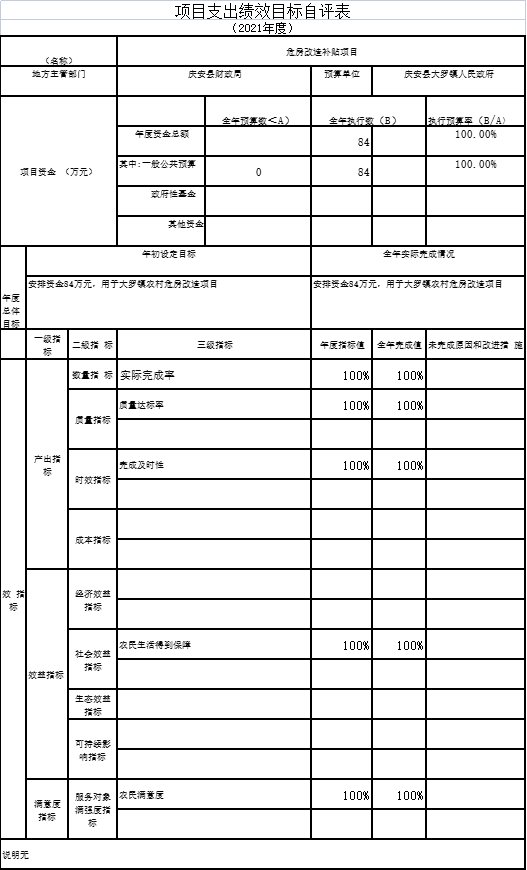 项目支出绩效目标自评表
（2021年度）
（名称）
危房改造补贴项目
地方主管部门
庆安县财政局
预算单位
庆安县大罗镇人民政府
项目资金 （万元）
全年预算数＜A）
全年执行数（B）
执行预算率（B/A）
年度资金总额
84
100.00%
其中:一般公共预算
0
84
100.00%
政府性基金
其他资金
年度
总体
目标
年初设定目标
全年实际完成情况
安排资金84万元，用于大罗镇农村危房改造项目
安排资金84万元，用于大罗镇农村危房改造项目
效 指
标
一级指
标
二级指 标
三级指标
年度指标值
全年完成值
未完成原因和改进措 施
产出指
标
数量指 标
实际完成率
100%
100%
质量指标
质量达标率
100%
100%
时效指标
完成及时性
100%
100%
成本指标
效益指标
经济效益
指标
社会效益
指标
农民生活得到保障
100%
100%
生态效益
指标
可持续影
响指标
满意度
指标
服务对象
满强度指
标
农民满意度
100%
100%
说明无